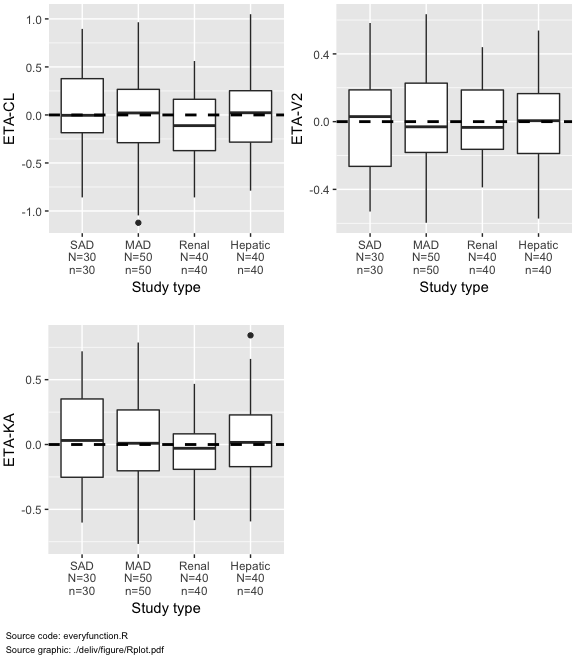 1.0
0.5
0.0
-0.5
-1.0
ETA-CL
SAD MAD Renal Hepatic
N=30 N=50 N=40 N=40
n=30 n=50 n=40 n=40
Study type
0.4
0.0
-0.4
ETA-V2
SAD MAD Renal Hepatic
N=30 N=50 N=40 N=40
n=30 n=50 n=40 n=40
Study type
0.5
0.0
-0.5
ETA-KA
SAD MAD Renal Hepatic
N=30 N=50 N=40 N=40
n=30 n=50 n=40 n=40
Study type
Source code: everyfunction.R
Source graphic: ./deliv/figure/Rplot.pdf